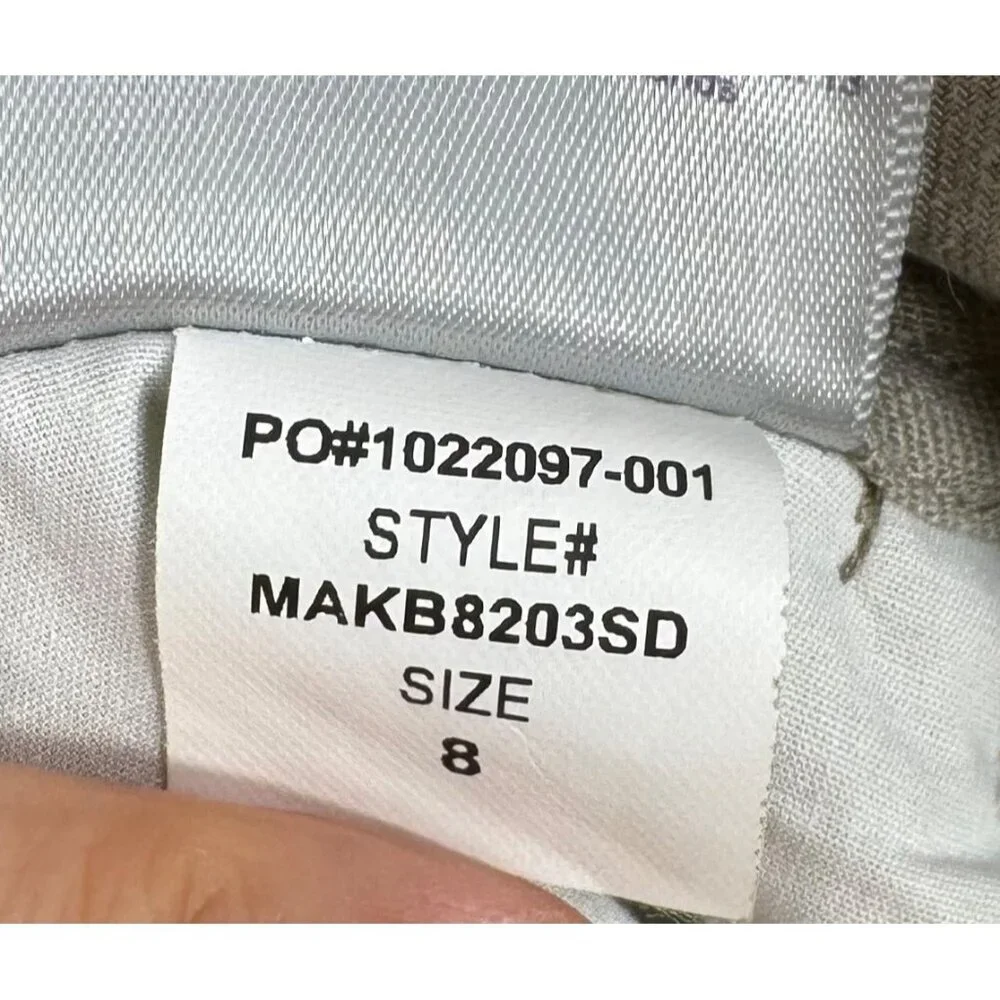 PO#1022097-001
STYLE#
MAKB8203SD
SIZE
8